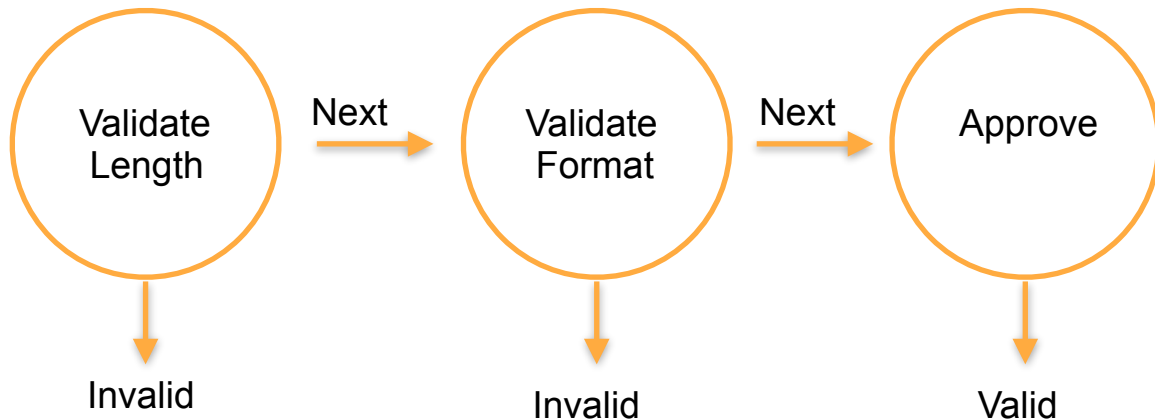 Validate
Length
Next
Validate
Format
Next
Approve
Invalid
Invalid
Valid